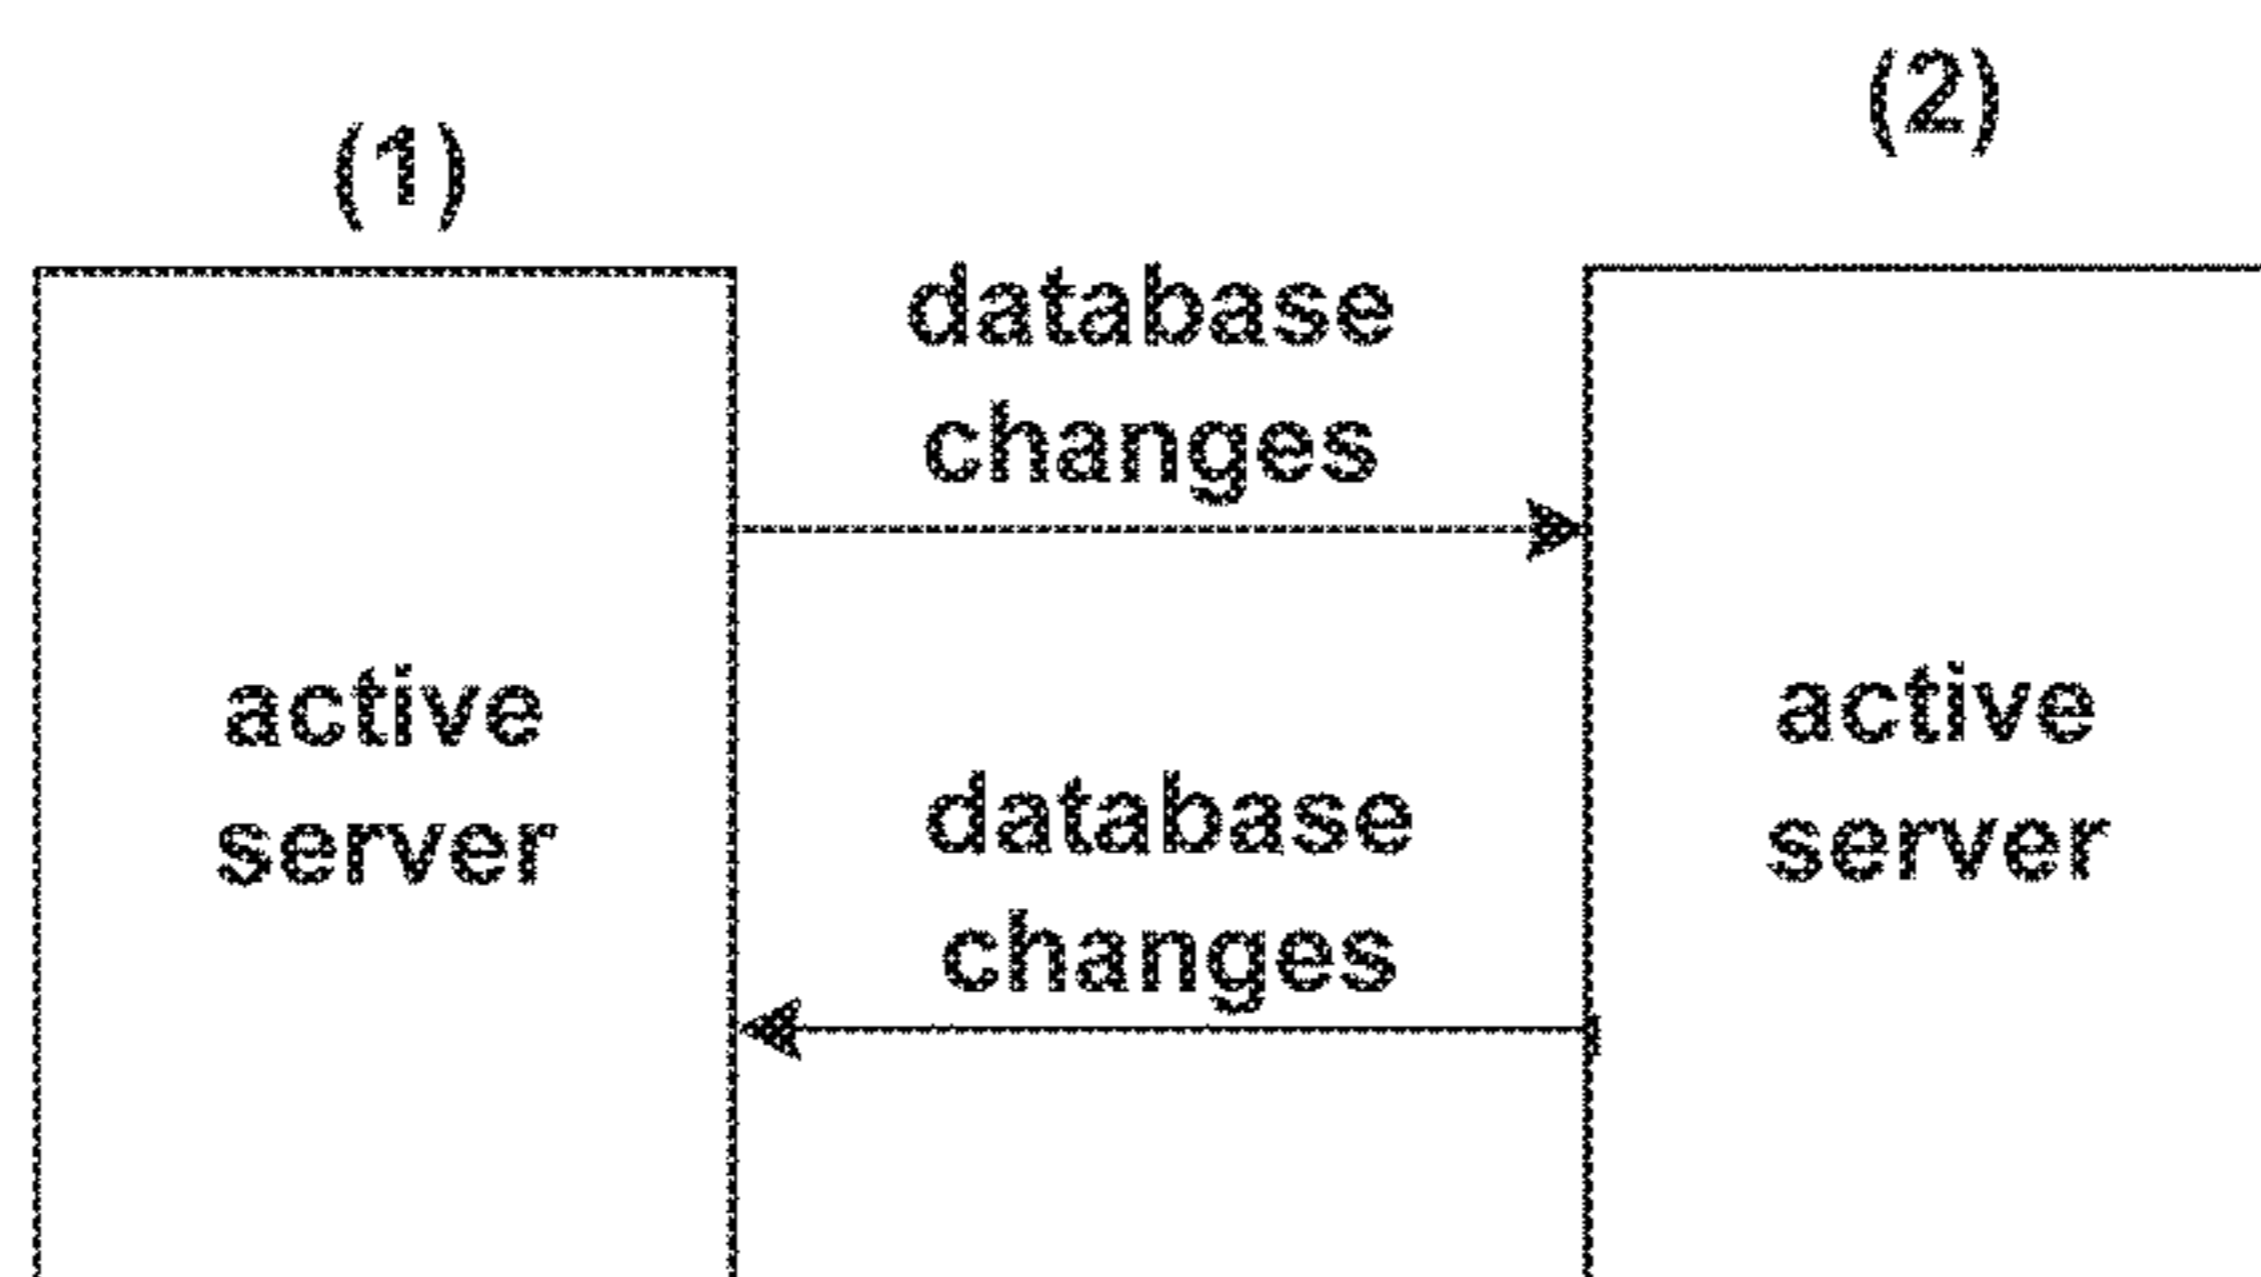 (1)
(2)
database
changes
active
server
database
changes
active
server